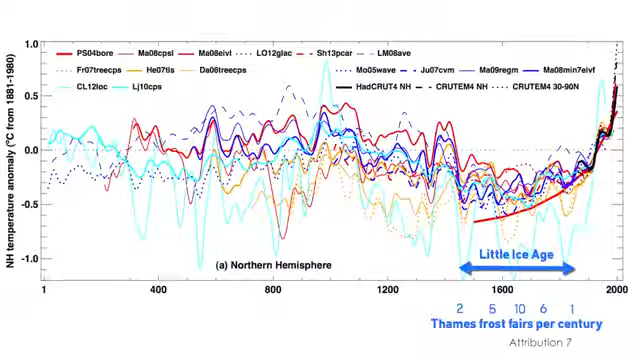 1.0
PS04bore Ma08cpsl Ma08eivl LO12glac Sh13pcar LM08ave
Fr07treecps He07tls Da06treecps Mo05wave Ju07cvm Ma09regm Ma08min7eivf
CL12loc Lj10cps HadCRUT4 NH CRUTEM4 NH CRUTEM4 30-90N
0.5
0.0
-0.5
-1.0
NH temperature anomaly (°C from 1881-1980)
(a) Northern Hemisphere
Little Ice Age
1 400 800 1200 1600 2000
2 5 10 6 1
Thames frost fairs per century
Attribution 7